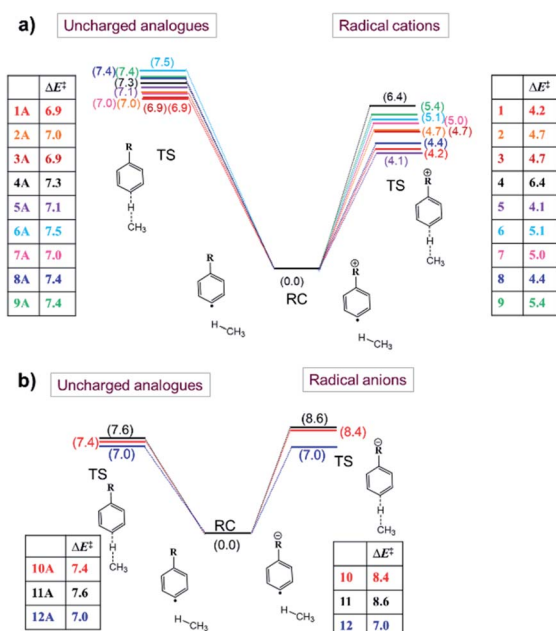 a) Uncharged analogues Radical cations
(7.5)
(7.4) (7.4)
(7.3)
(7.1)
(7.0) (7.0)
(6.9) (6.9)
TS
(6.4)
(5.4)
(5.1) (5.0)
(4.7) (4.7)
(4.4)
(4.2)
(4.1)
TS
ΔE‡
1A 6.9
2A 7.0
3A 6.9
4A 7.3
5A 7.1
6A 7.5
7A 7.0
8A 7.4
9A 7.4
ΔE‡
1 4.2
2 4.7
3 4.7
4 6.4
5 4.1
6 5.1
7 5.0
8 4.4
9 5.4
R
H
CH3
R
⊕
H
CH3
R
H
CH3
(0.0)
RC
R
⊕
H
CH3
b) Uncharged analogues Radical anions
(7.6)
(7.4)
(7.0)
TS
(8.6)
(8.4)
(7.0)
TS
R
H
CH3
RC
(0.0)
⊖
R
H
CH3
R
H
CH3
⊖
R
H
CH3
ΔE‡
10A 7.4
11A 7.6
12A 7.0
ΔE‡
10 8.4
11 8.6
12 7.0